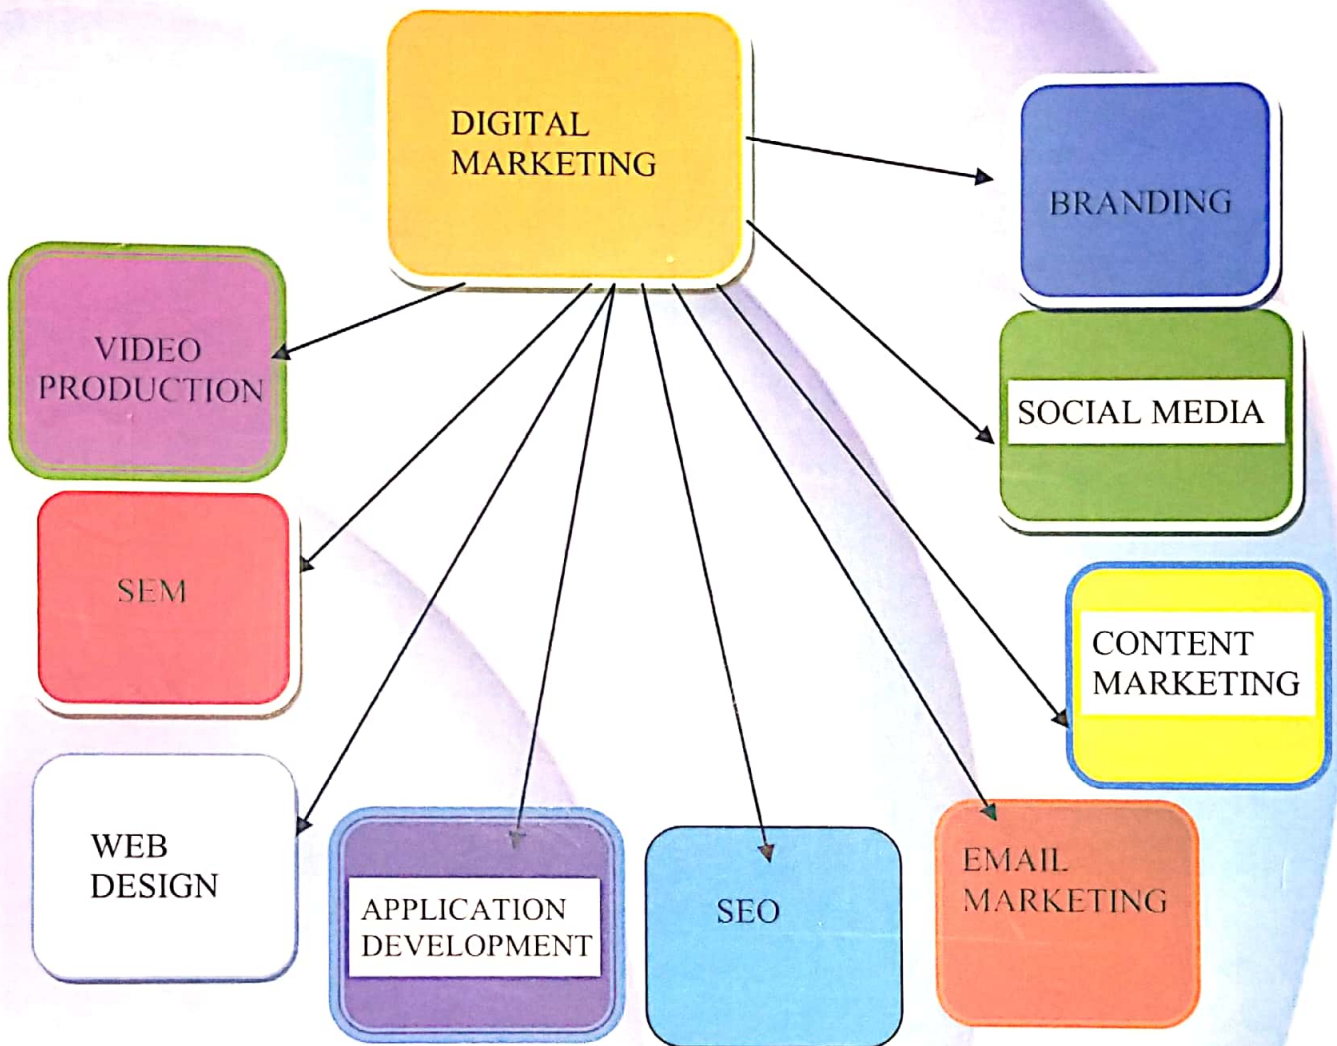 DIGITAL
MARKETING
BRANDING
VIDEO
PRODUCTION
SOCIAL MEDIA
SEM
CONTENT
MARKETING
WEB
DESIGN
APPLICATION
DEVELOPMENT
SEO
EMAIL
MARKETING